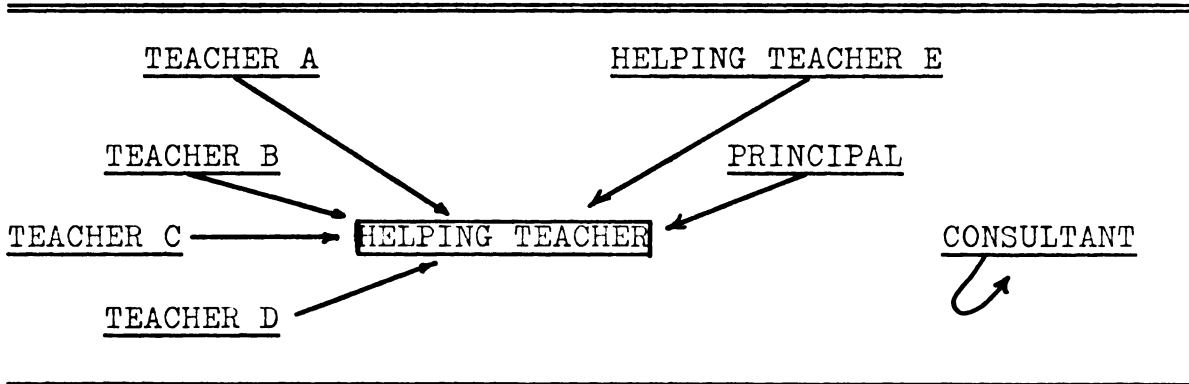 TEACHER A
HELPING TEACHER E
TEACHER B
PRINCIPAL
TEACHER C
HELPING TEACHER
CONSULTANT
TEACHER D